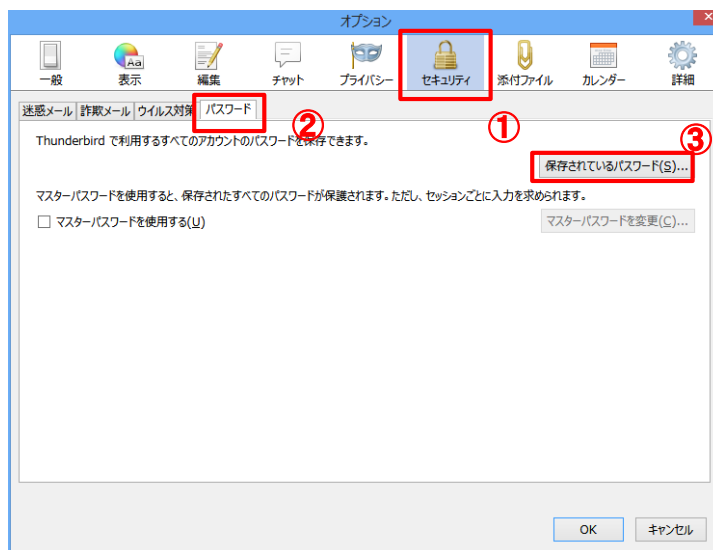 オプション
一般 表示 編集 チャット プライバシー セキュリティ 添付ファイル カレンダー 詳細
迷惑メール 詐欺メール ウイルス対策 パスワード
② ① ③
Thunderbird で利用するすべてのアカウントのパスワードを保存できます。
保存されているパスワード(S)...
マスターパスワードを使用すると、保存されたすべてのパスワードが保護されます。ただし、セッションごとに入力を求められます。
マスターパスワードを使用する(U) マスターパスワードを変更(C)...
OK キャンセル